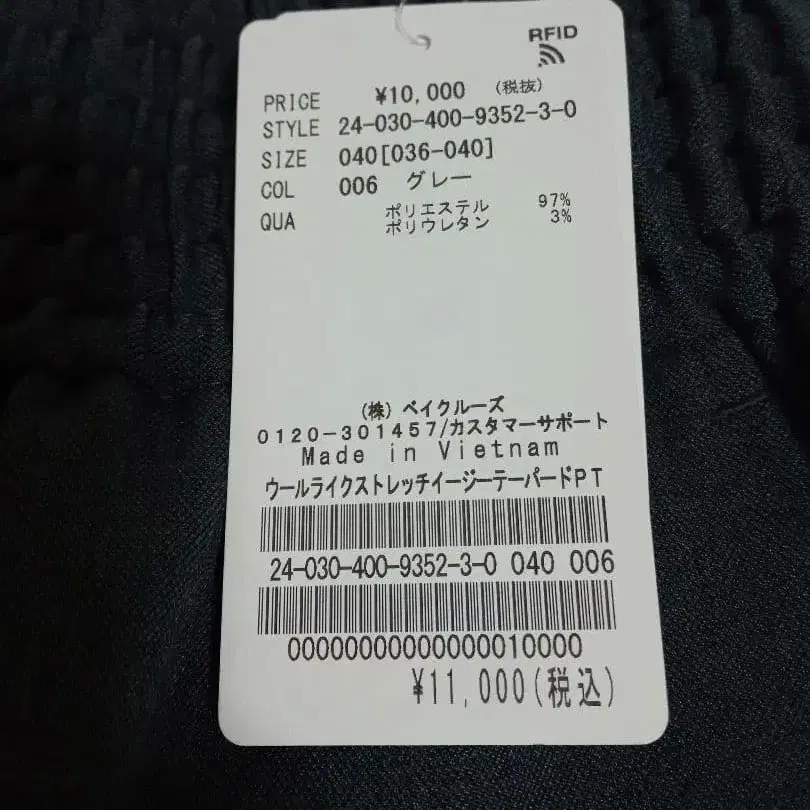 RFID
PRICE ¥10,000 (税抜)
STYLE 24-030-400-9352-3-0
SIZE 040[036-040]
COL 006 グレー
QUA ポリエステル 97%
ポリウレタン 3%
(株)ベイクルーズ
0120-301457/カスタマーサポート
Made in Vietnam
ウールライクストレッチイージーテーパードPT
24-030-400-9352-3-0 040 006
00000000000000010000
¥11,000(税込)